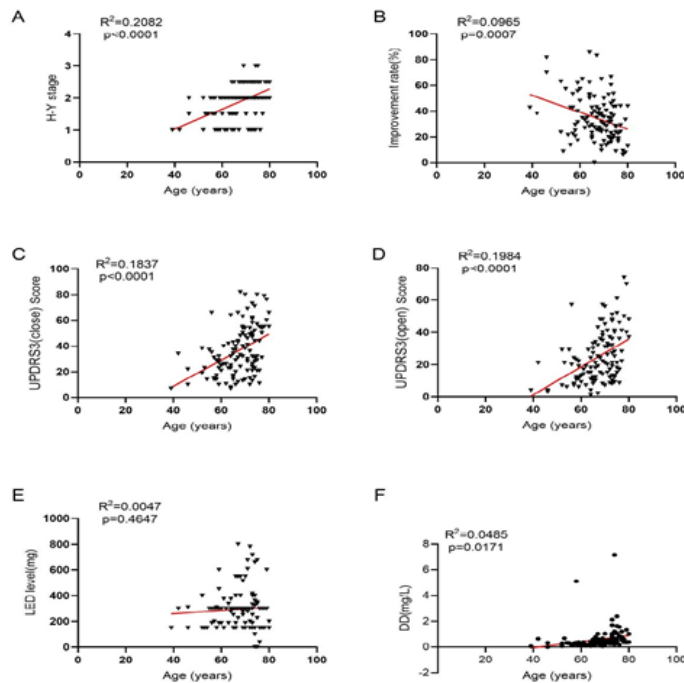 A
R²=0.2082
p<0.0001
H-Y stage
4
3
2
1
0
0 20 40 60 80 100
Age (years)
B
R²=0.0965
p=0.0007
Improvement rate(%)
100
80
60
40
20
0
0 20 40 60 80 100
Age (years)
C
R²=0.1837
p<0.0001
UPDRS3(close) Score
100
80
60
40
20
0
0 20 40 60 80 100
Age (years)
D
R²=0.1984
p<0.0001
UPDRS3(open) Score
80
60
40
20
0
0 20 40 60 80 100
Age (years)
E
R²=0.0047
p=0.4647
LED level(mg)
1000
800
600
400
200
0
0 20 40 60 80 100
Age (years)
F
R²=0.0485
p=0.0171
DD(mg/L)
8
6
4
2
0
-2
20 40 60 80 100
Age (years)